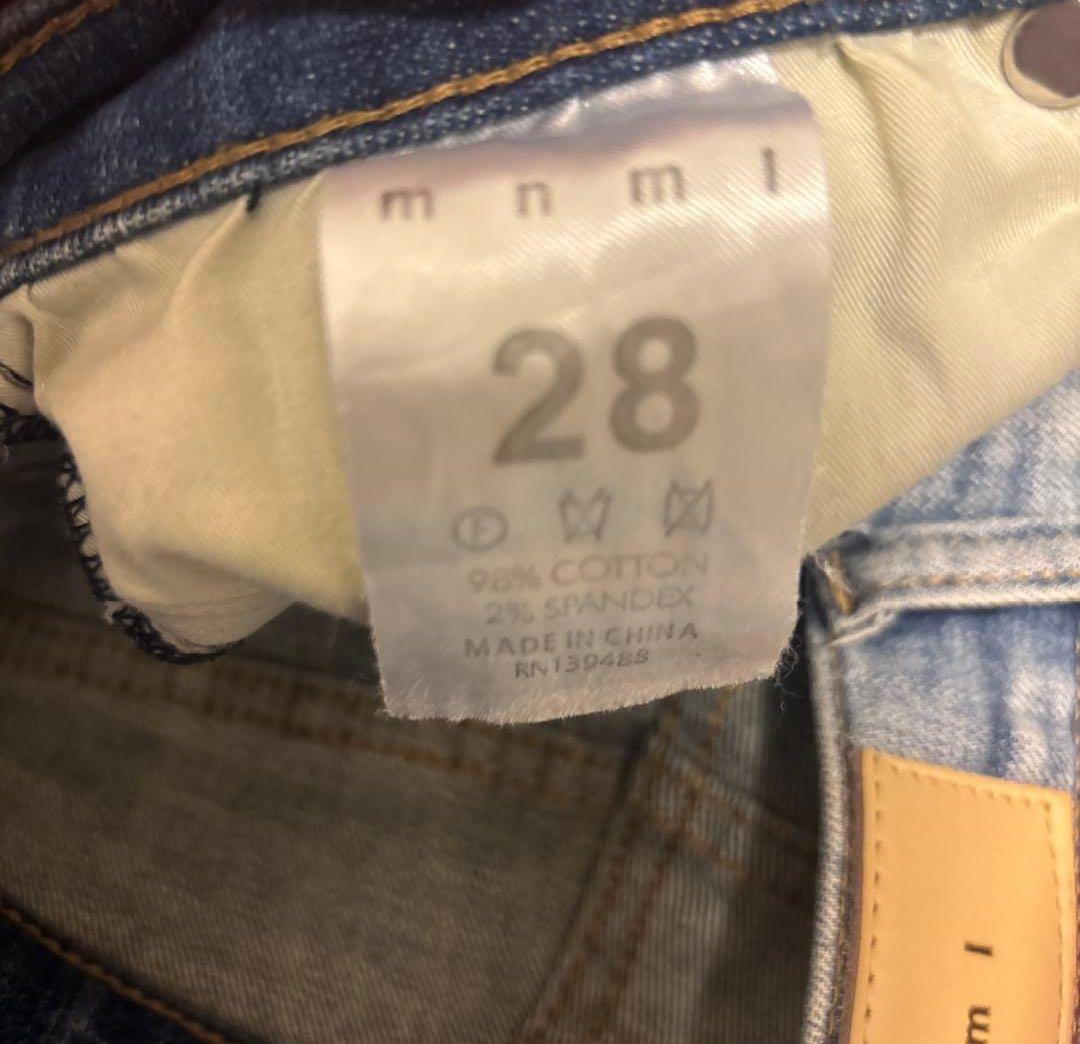 m n m l
28
F
98% COTTON
2% SPANDEX
MADE IN CHINA
RN139488
m l